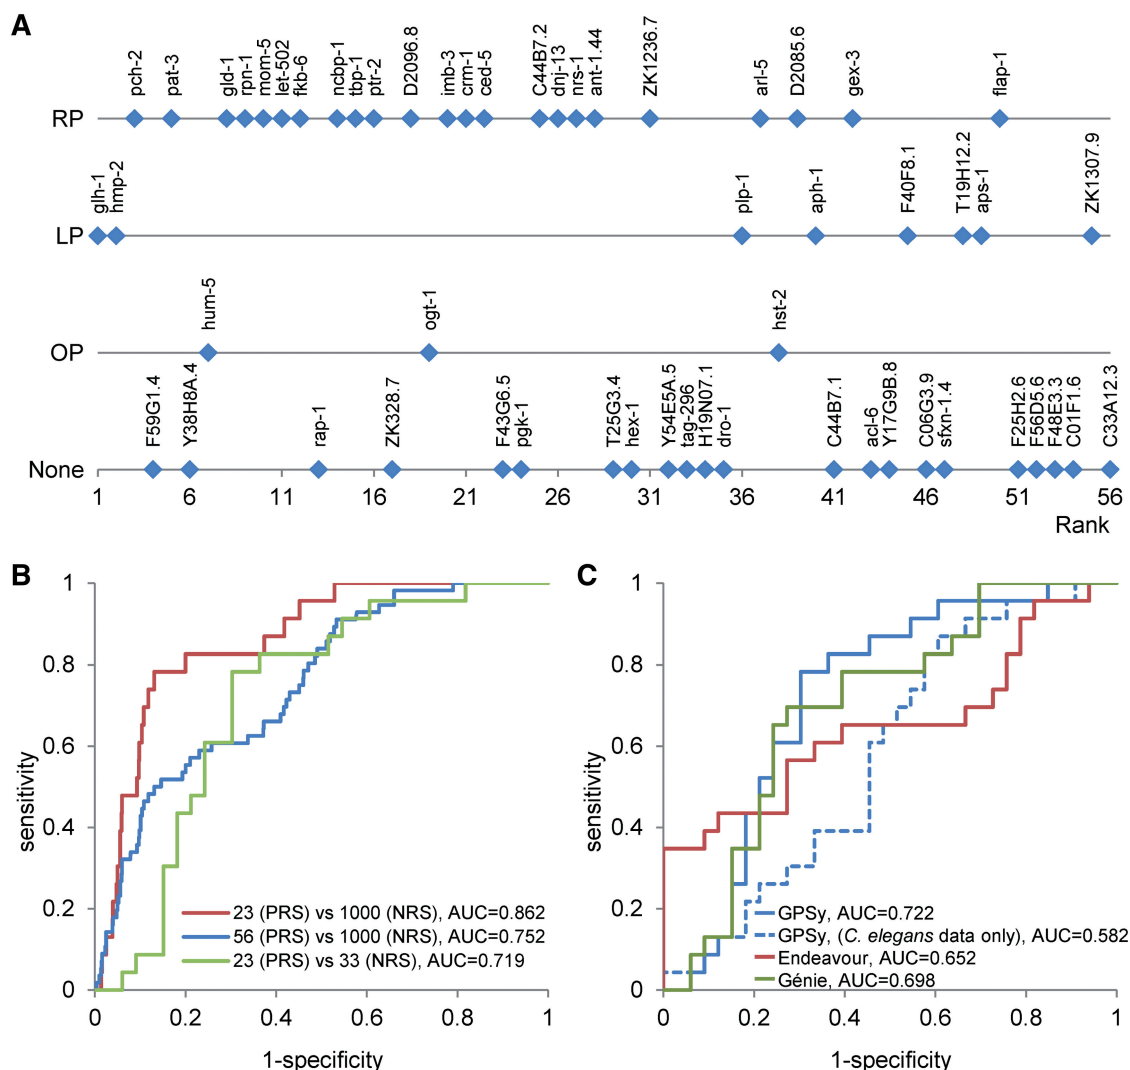 A
pch-2
pat-3
gld-1
rpn-1
mom-5
let-502
fkb-6
ncbp-1
tbp-1
ptr-2
D2096.8
imb-3
crm-1
ced-5
C44B7.2
dnj-13
nrs-1
ant-1.44
ZK1236.7
arl-5
D2085.6
gex-3
flap-1
RP
glh-1
hmp-2
plp-1
aph-1
F40F8.1
T19H12.2
aps-1
ZK1307.9
LP
hum-5
ogt-1
hst-2
OP
F59G1.4
Y38H8A.4
rap-1
ZK328.7
F43G6.5
pgk-1
T25G3.4
hex-1
Y54E5A.5
tag-296
H19N07.1
dro-1
C44B7.1
acl-6
Y17G9B.8
C06G3.9
sfxn-1.4
F25H2.6
F56D5.6
F48E3.3
C01F1.6
C33A12.3
None
1 6 11 16 21 26 31 36 41 46 51 56
Rank
B
1
0.8
0.6
0.4
0.2
0
sensitivity
23 (PRS) vs 1000 (NRS), AUC=0.862
56 (PRS) vs 1000 (NRS), AUC=0.752
23 (PRS) vs 33 (NRS), AUC=0.719
0 0.2 0.4 0.6 0.8 1
1-specificity
C
1
0.8
0.6
0.4
0.2
0
sensitivity
GPSy, AUC=0.722
GPSy, (C. elegans data only), AUC=0.582
Endeavour, AUC=0.652
Génie, AUC=0.698
0 0.2 0.4 0.6 0.8 1
1-specificity